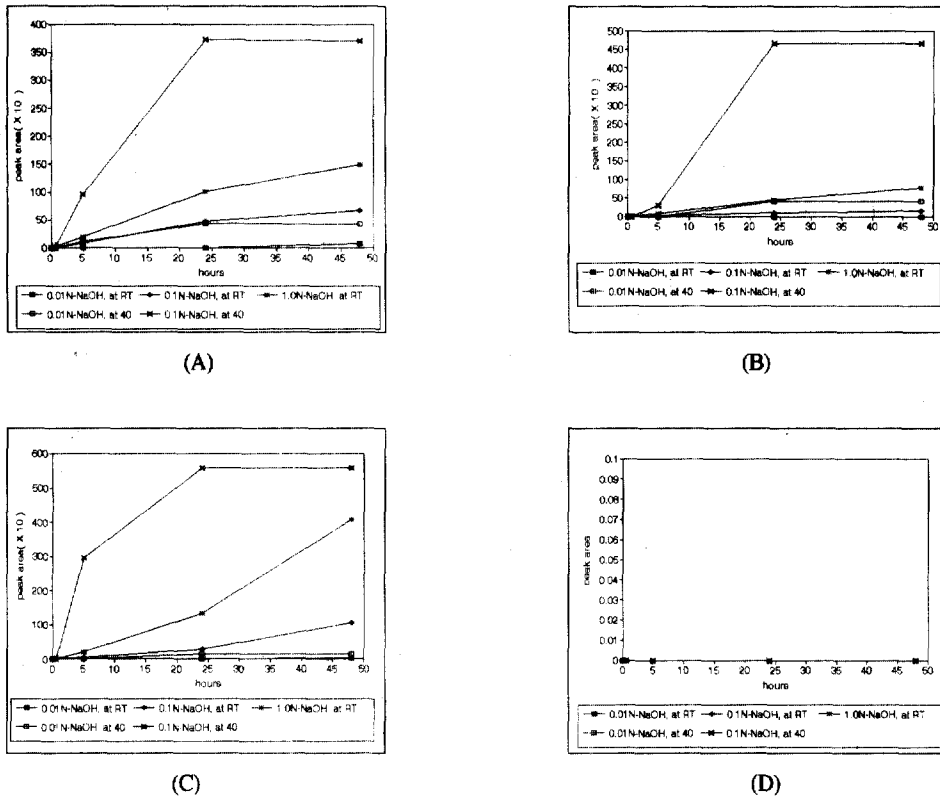 400
350
300
250
200
150
100
50
0
peak area( X 10 )
0 5 10 15 20 25 30 35 40 45 50
hours
0.01N-NaOH, at RT 0.1N-NaOH, at RT 1.0N-NaOH, at RT
0.01N-NaOH, at 40 0.1N-NaOH, at 40
(A)
500
450
400
350
300
250
200
150
100
50
0
peak area( X 10 )
0 5 10 15 20 25 30 35 40 45 50
hours
0.01N-NaOH, at RT 0.1N-NaOH, at RT 1.0N-NaOH, at RT
0.01N-NaOH, at 40 0.1N-NaOH, at 40
(B)
600
500
400
300
200
100
0
peak area( X 10 )
0 5 10 15 20 25 30 35 40 45 50
hours
0.01N-NaOH, at RT 0.1N-NaOH, at RT 1.0N-NaOH, at RT
0.01N-NaOH, at 40 0.1N-NaOH, at 40
(C)
0.1
0.09
0.08
0.07
0.06
0.05
0.04
0.03
0.02
0.01
0
peak area
0 5 10 15 20 25 30 35 40 45 50
hours
0.01N-NaOH, at RT 0.1N-NaOH, at RT 1.0N-NaOH, at RT
0.01N-NaOH, at 40 0.1N-NaOH, at 40
(D)